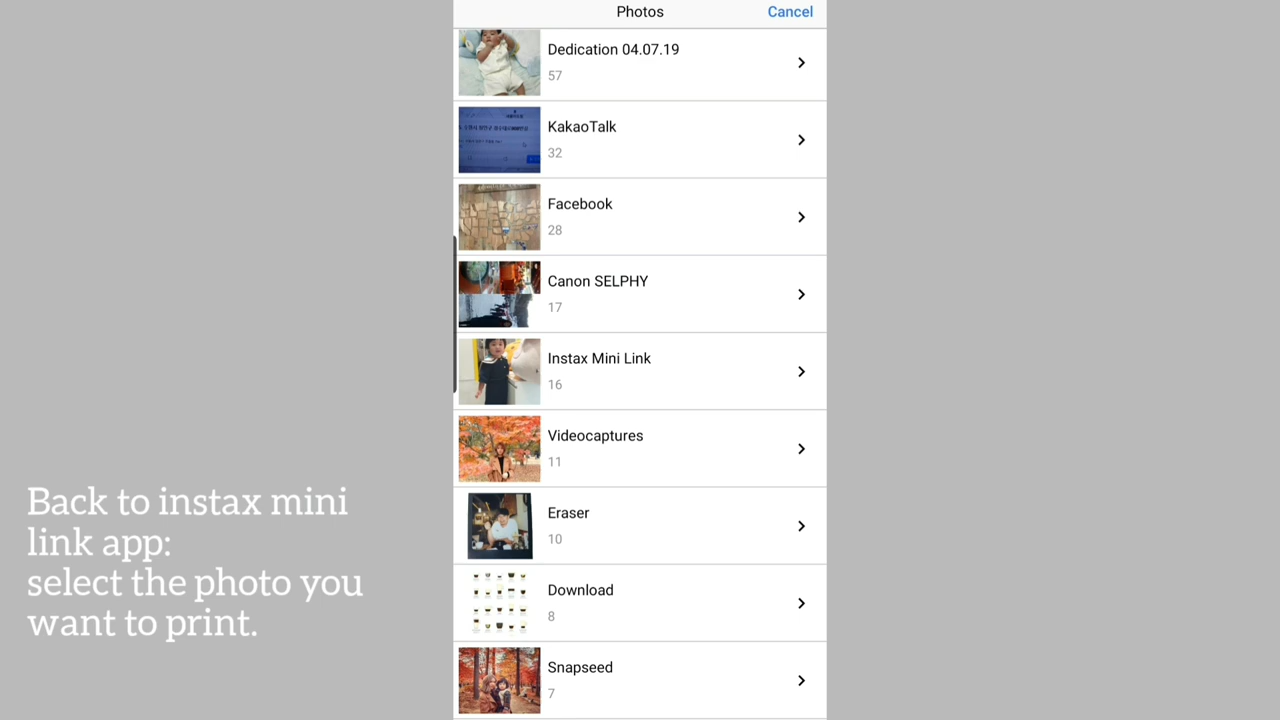 Photos
Cancel
Dedication 04.07.19
57
KakaoTalk
32
Facebook
28
Canon SELPHY
17
Instax Mini Link
16
Videocaptures
11
Eraser
10
Download
8
Snapseed
7
Back to instax mini
link app:
select the photo you
want to print.